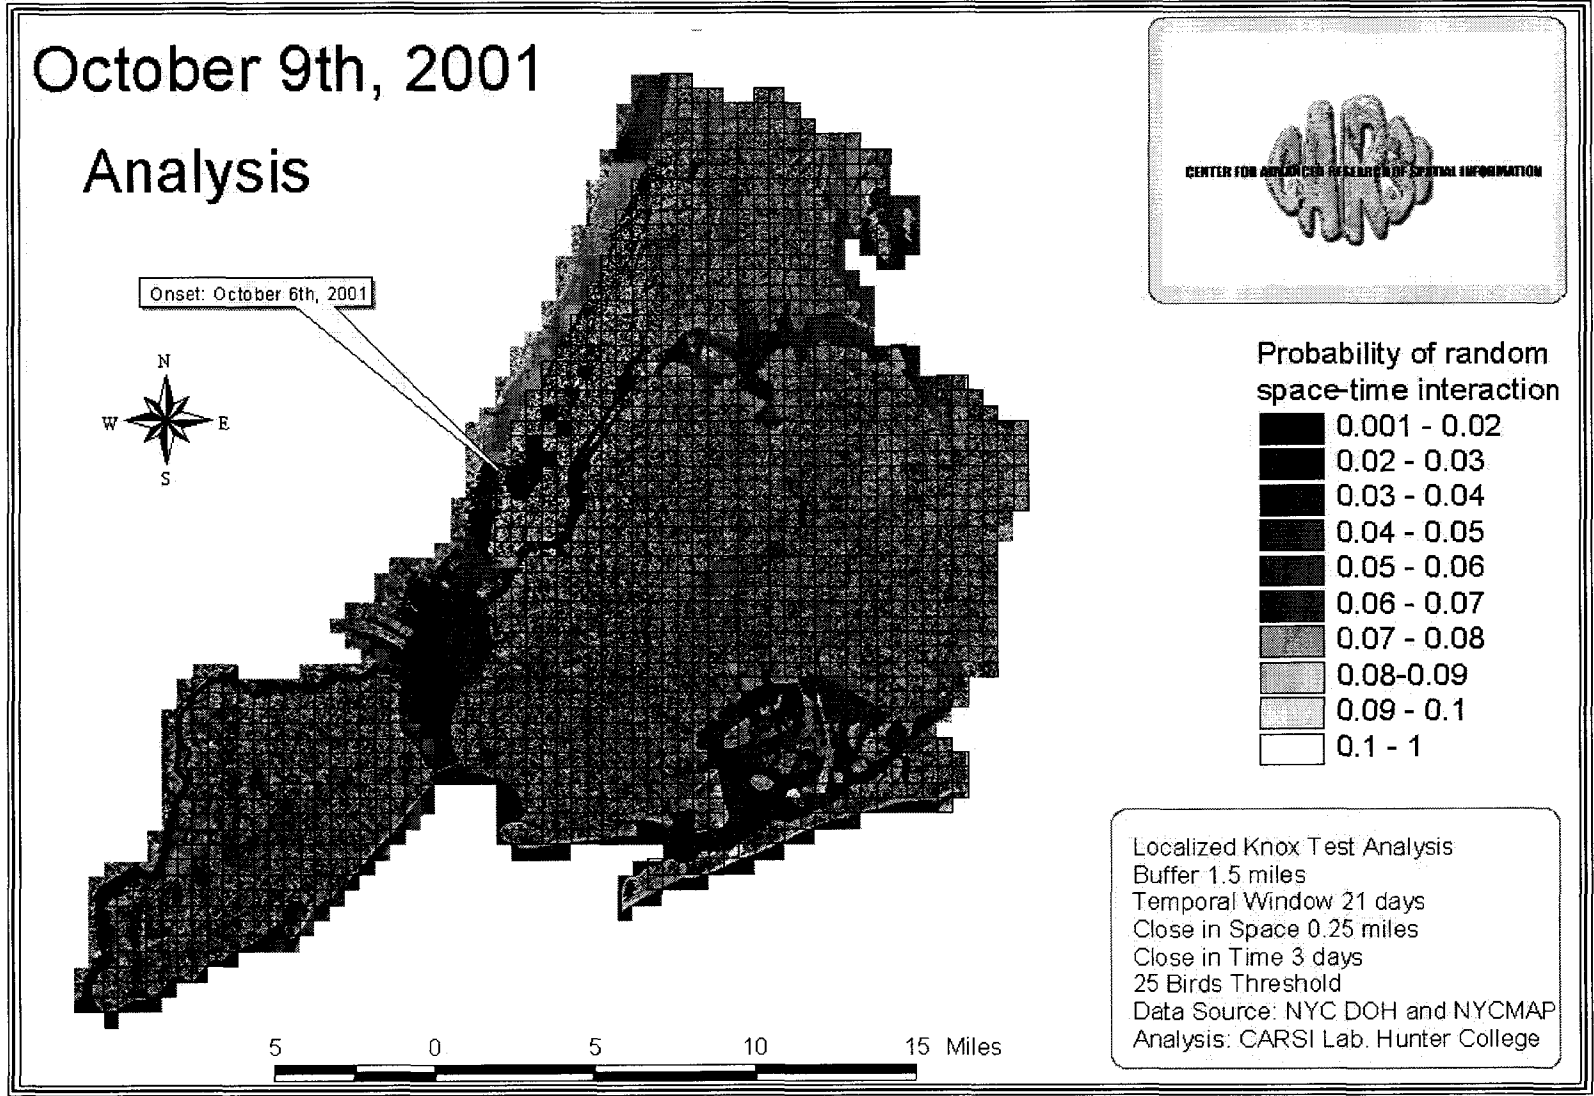 October 9th, 2001
Analysis
CENTER FOR ADVANCED RESEARCH OF SPATIAL INFORMATION
Onset: October 6th, 2001
N
W
E
S
Probability of random
space-time interaction
0.001 - 0.02
0.02 - 0.03
0.03 - 0.04
0.04 - 0.05
0.05 - 0.06
0.06 - 0.07
0.07 - 0.08
0.08-0.09
0.09 - 0.1
0.1 - 1
Localized Knox Test Analysis
Buffer 1.5 miles
Temporal Window 21 days
Close in Space 0.25 miles
Close in Time 3 days
25 Birds Threshold
Data Source: NYC DOH and NYCMAP
Analysis: CARSI Lab. Hunter College
5 0 5 10 15 Miles